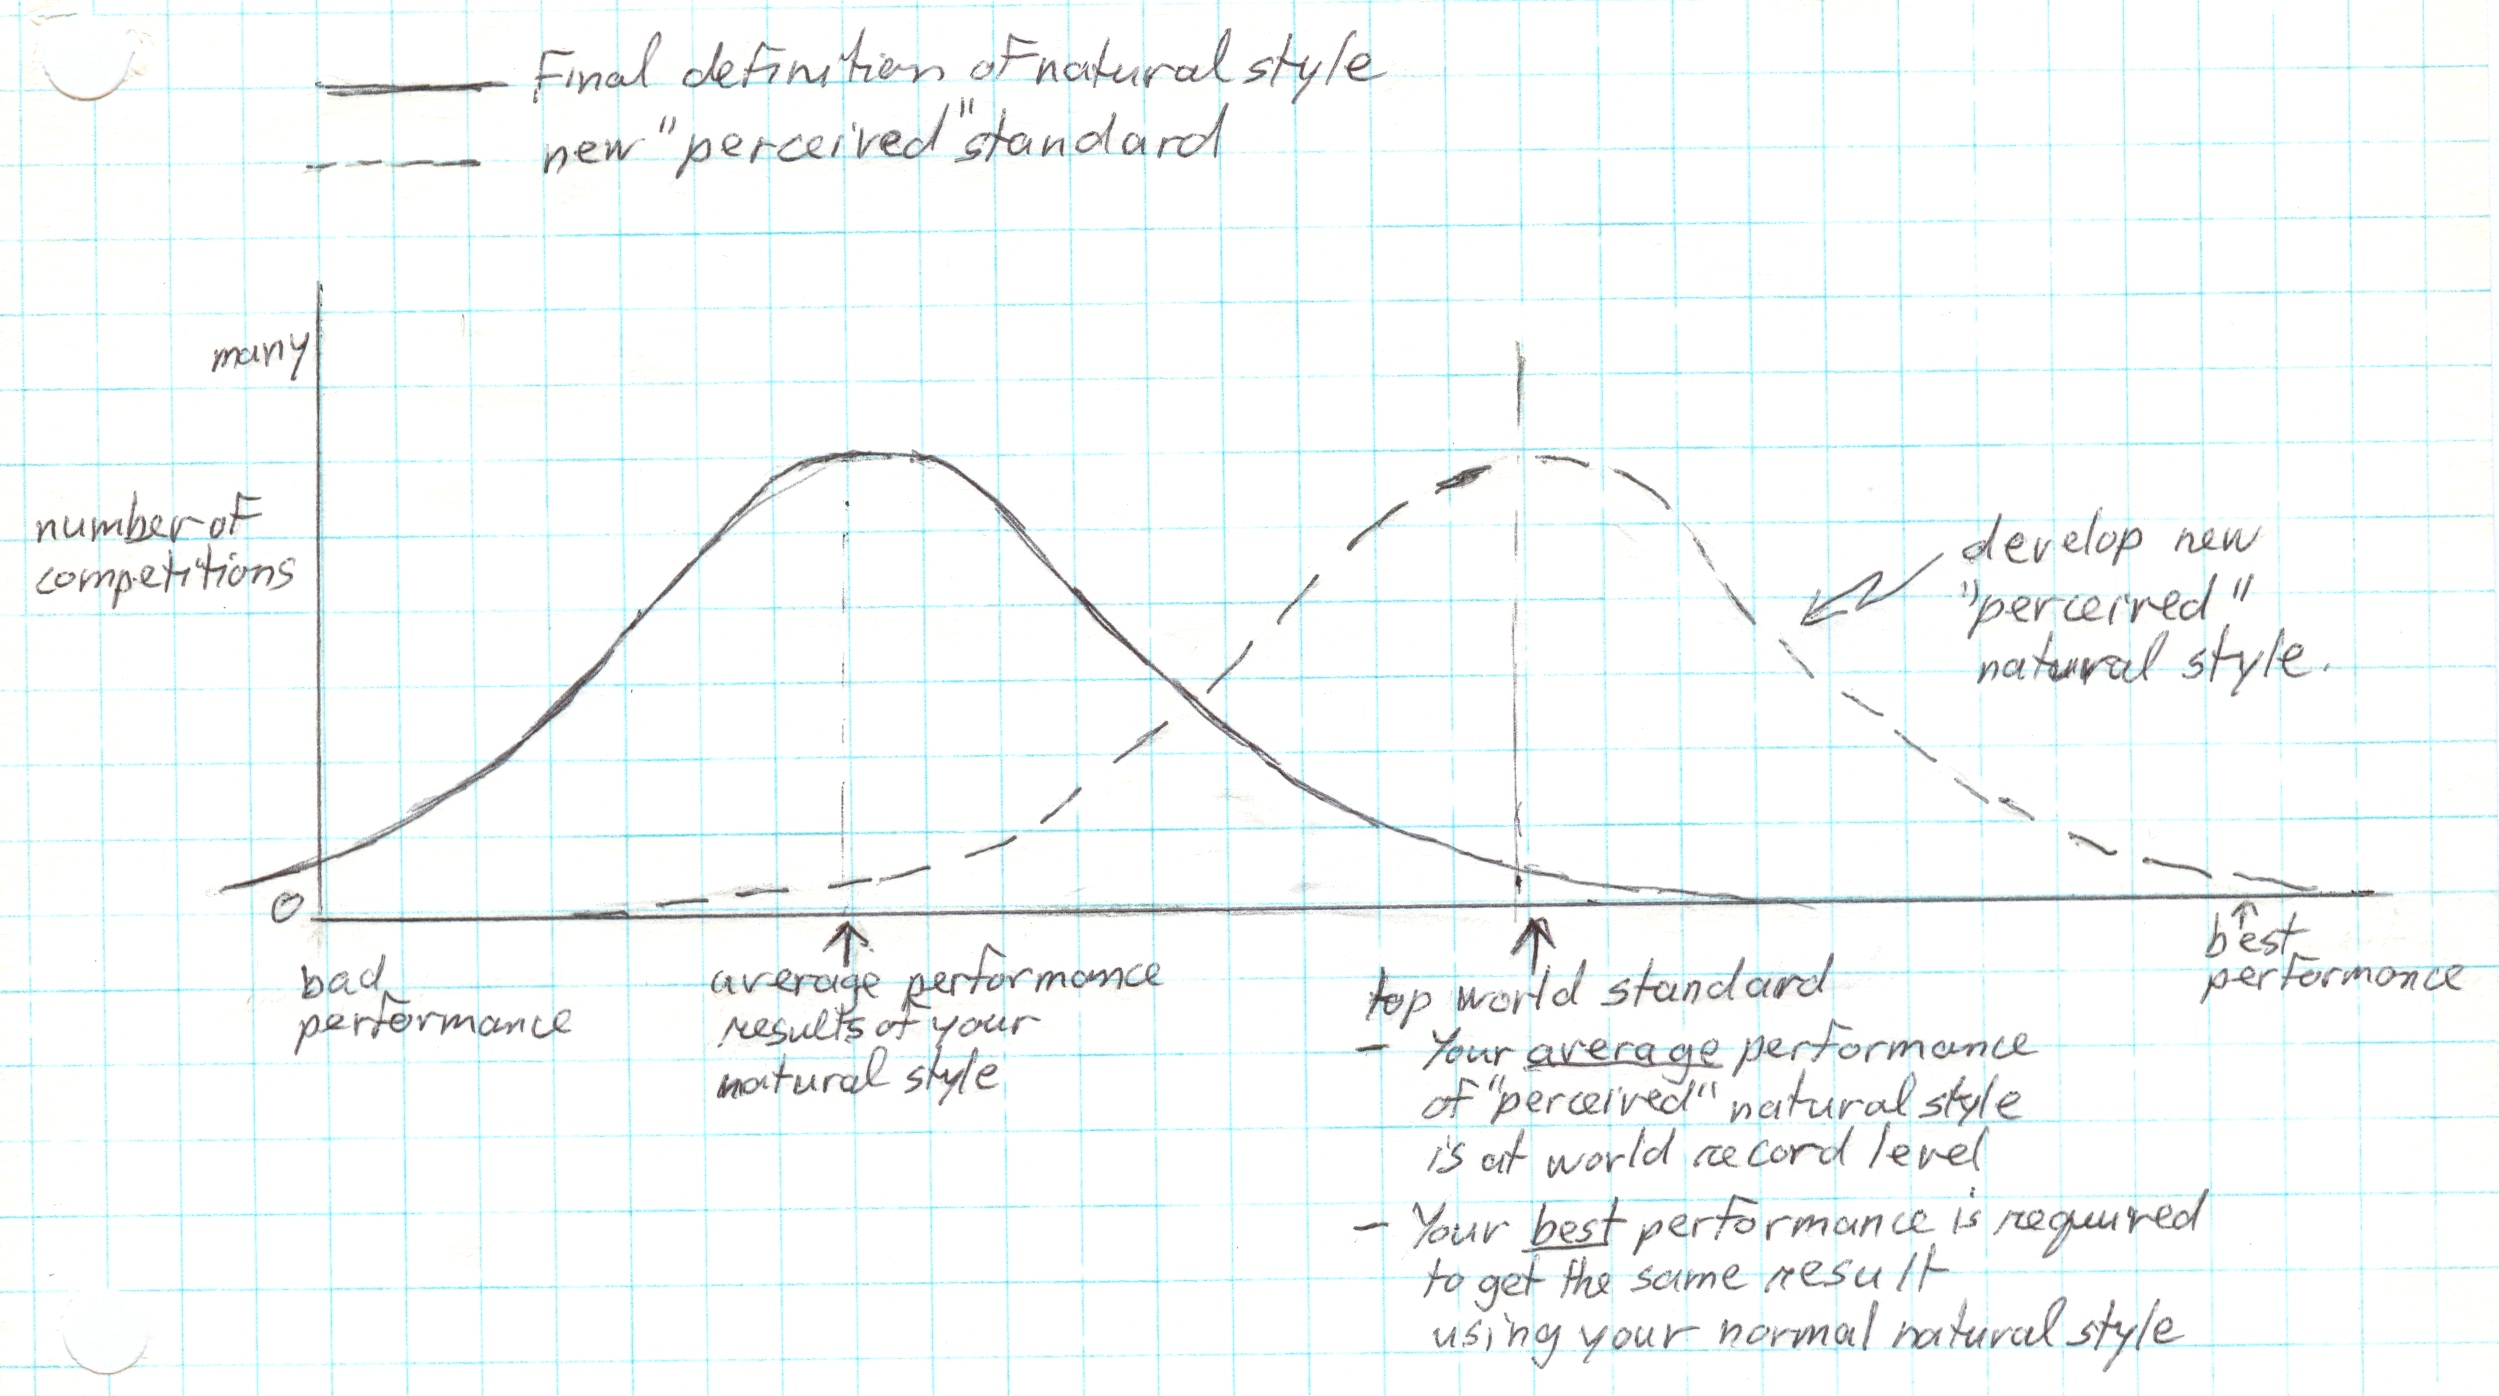 Final definition of natural style
new "perceived" standard
many
number of
competitions
0
develop new
"perceived"
natural style.
bad
performance
average performance
results of your
natural style
top world standard
- Your average performance
of "perceived" natural style
is at world record level
- Your best performance is required
to get the same result
using your normal natural style
best
performance